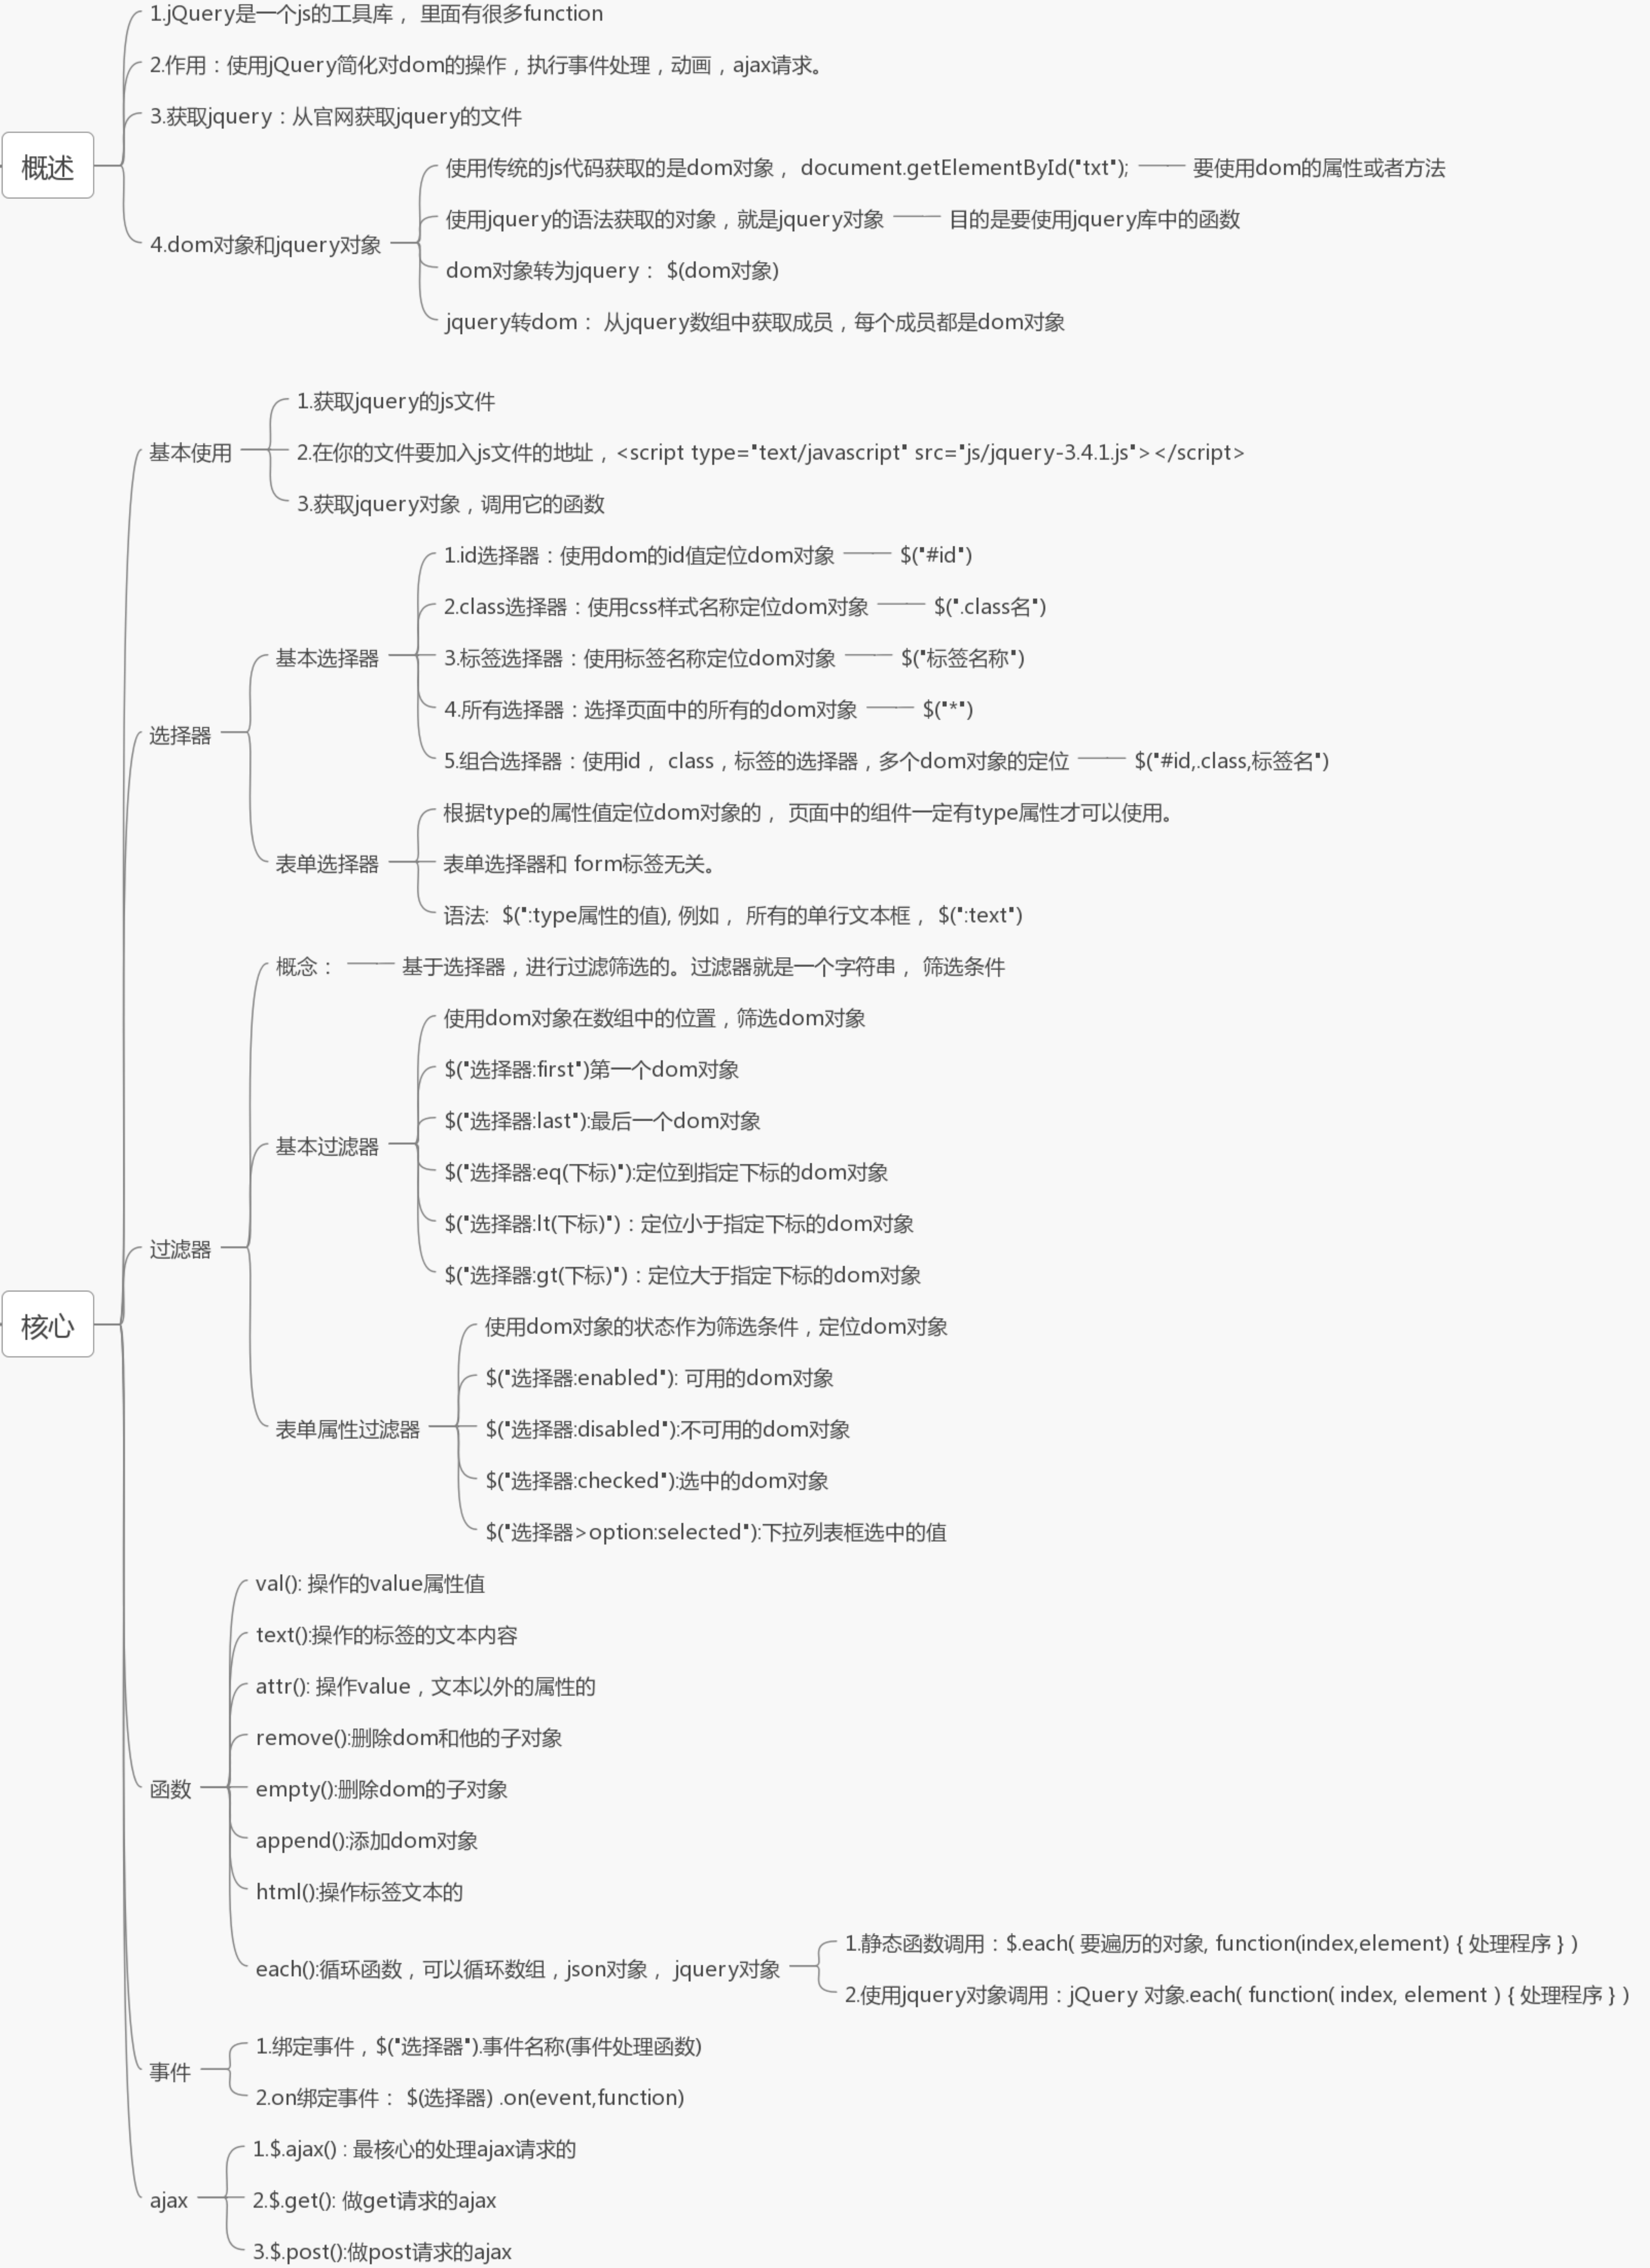 概述
1.jQuery是一个js的工具库， 里面有很多function
2.作用：使用jQuery简化对dom的操作，执行事件处理，动画，ajax请求。
3.获取jquery：从官网获取jquery的文件
4.dom对象和jquery对象
使用传统的js代码获取的是dom对象， document.getElementById("txt"); 要使用dom的属性或者方法
使用jquery的语法获取的对象，就是jquery对象 目的是要使用jquery库中的函数
dom对象转为jquery： $(dom对象)
jquery转dom： 从jquery数组中获取成员，每个成员都是dom对象
核心
基本使用
1.获取jquery的js文件
2.在你的文件要加入js文件的地址，<script type="text/javascript" src="js/jquery-3.4.1.js"></script>
3.获取jquery对象，调用它的函数
选择器
基本选择器
1.id选择器：使用dom的id值定位dom对象 $("#id")
2.class选择器：使用css样式名称定位dom对象 $(".class名")
3.标签选择器：使用标签名称定位dom对象 $("标签名称")
4.所有选择器：选择页面中的所有的dom对象 $("*")
5.组合选择器：使用id， class，标签的选择器，多个dom对象的定位 $("#id,.class,标签名")
表单选择器
根据type的属性值定位dom对象的， 页面中的组件一定有type属性才可以使用。
表单选择器和 form标签无关。
语法: $(":type属性的值), 例如， 所有的单行文本框， $(":text")
过滤器
概念： 基于选择器，进行过滤筛选的。过滤器就是一个字符串， 筛选条件
基本过滤器
使用dom对象在数组中的位置，筛选dom对象
$("选择器:first")第一个dom对象
$("选择器:last"):最后一个dom对象
$("选择器:eq(下标)"):定位到指定下标的dom对象
$("选择器:lt(下标)")：定位小于指定下标的dom对象
$("选择器:gt(下标)")：定位大于指定下标的dom对象
表单属性过滤器
使用dom对象的状态作为筛选条件，定位dom对象
$("选择器:enabled"): 可用的dom对象
$("选择器:disabled"):不可用的dom对象
$("选择器:checked"):选中的dom对象
$("选择器>option:selected"):下拉列表框选中的值
函数
val(): 操作的value属性值
text():操作的标签的文本内容
attr(): 操作value，文本以外的属性的
remove():删除dom和他的子对象
empty():删除dom的子对象
append():添加dom对象
html():操作标签文本的
each():循环函数，可以循环数组，json对象， jquery对象
1.静态函数调用：$.each( 要遍历的对象, function(index,element) { 处理程序 } )
2.使用jquery对象调用：jQuery 对象.each( function( index, element ) { 处理程序 } )
事件
1.绑定事件，$("选择器").事件名称(事件处理函数)
2.on绑定事件： $(选择器) .on(event,function)
ajax
1.$.ajax() : 最核心的处理ajax请求的
2.$.get(): 做get请求的ajax
3.$.post():做post请求的ajax